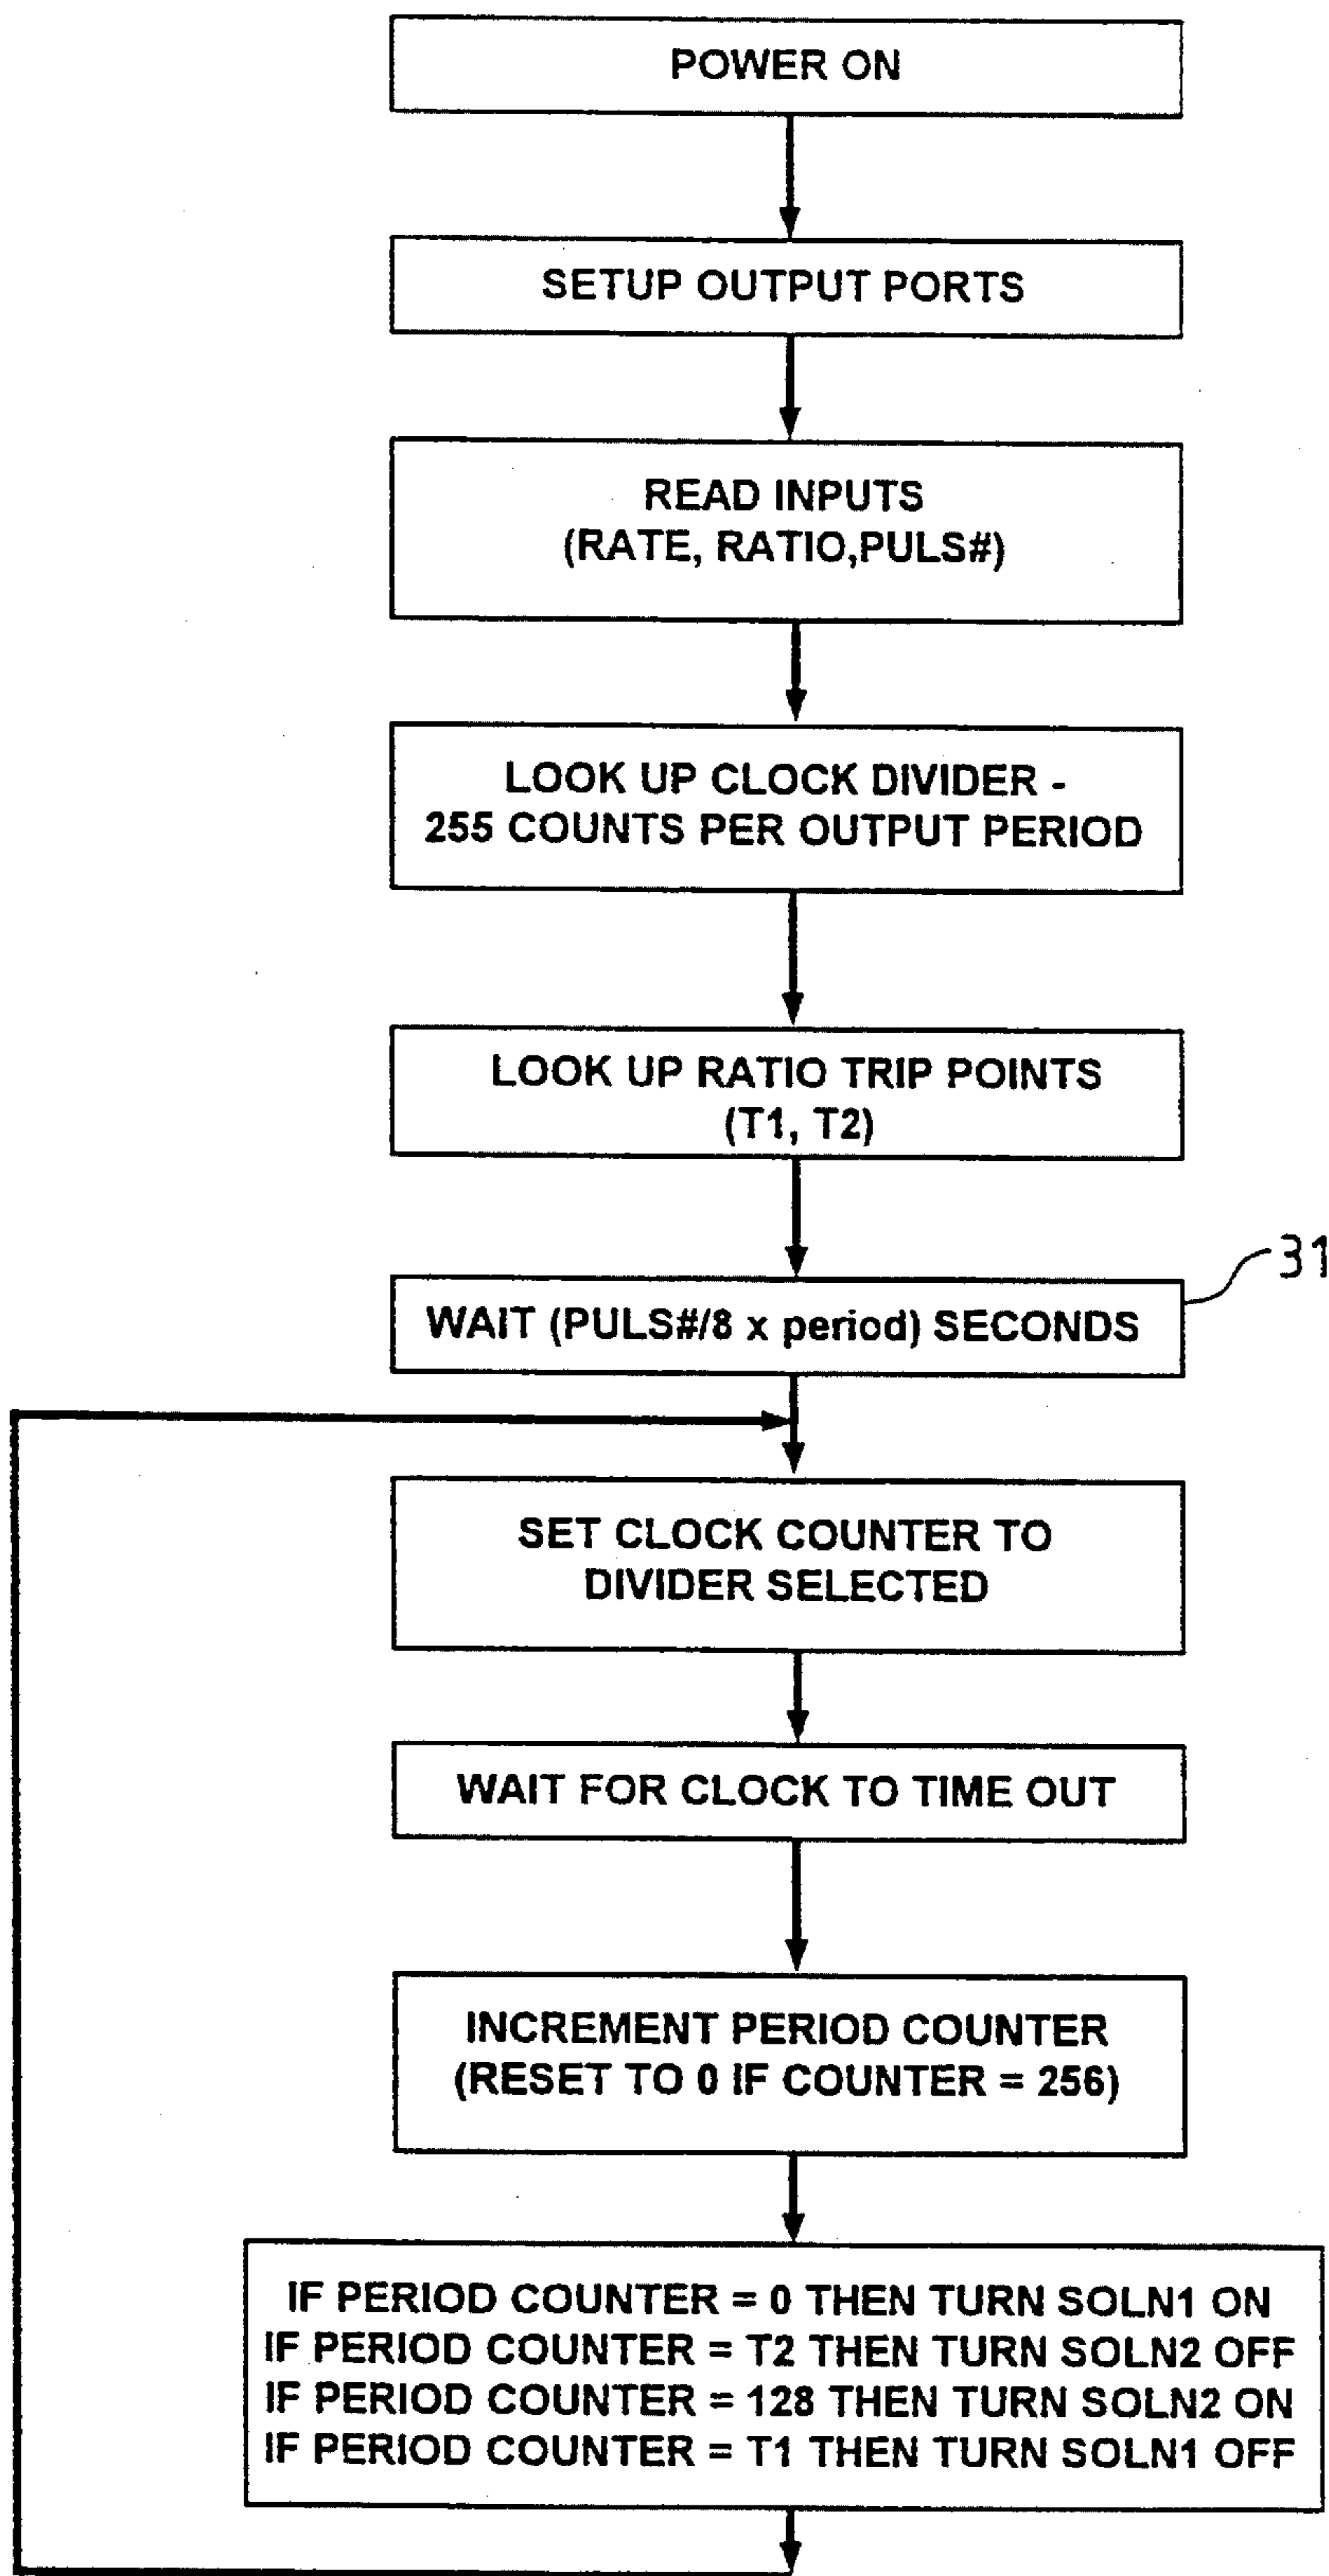 POWER ON
SETUP OUTPUT PORTS
READ INPUTS
(RATE, RATIO,PULS#)
LOOK UP CLOCK DIVIDER -
255 COUNTS PER OUTPUT PERIOD
LOOK UP RATIO TRIP POINTS
(T1, T2)
31
WAIT (PULS#/8 x period) SECONDS
SET CLOCK COUNTER TO
DIVIDER SELECTED
WAIT FOR CLOCK TO TIME OUT
INCREMENT PERIOD COUNTER
(RESET TO 0 IF COUNTER = 256)
IF PERIOD COUNTER = 0 THEN TURN SOLN1 ON
IF PERIOD COUNTER = T2 THEN TURN SOLN2 OFF
IF PERIOD COUNTER = 128 THEN TURN SOLN2 ON
IF PERIOD COUNTER = T1 THEN TURN SOLN1 OFF